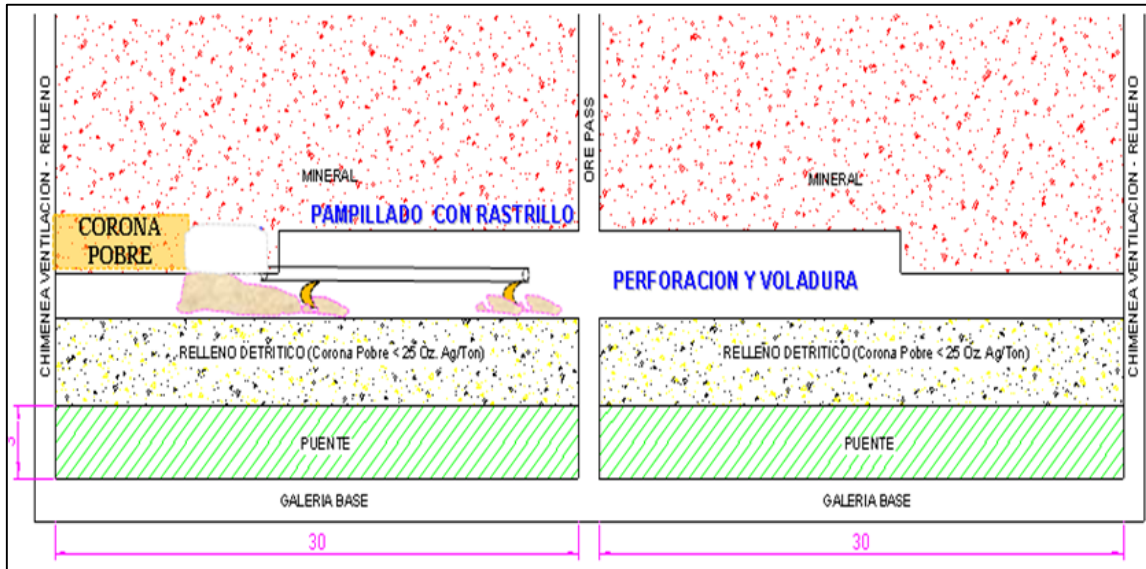 CHIMENEA VENTILACION - RELLENO
MINERAL
PAMPILLADO CON RASTRILLO
CORONA
POBRE
RELLENO DETRITICO (Corona Pobre < 25 Oz. Ag/Ton)
PUENTE
3
GALERIA BASE
30
ORE PASS
MINERAL
PERFORACION Y VOLADURA
RELLENO DETRITICO (Corona Pobre < 25 Oz. Ag/Ton)
PUENTE
GALERIA BASE
30
CHIMENEA VENTILACION - RELLENO